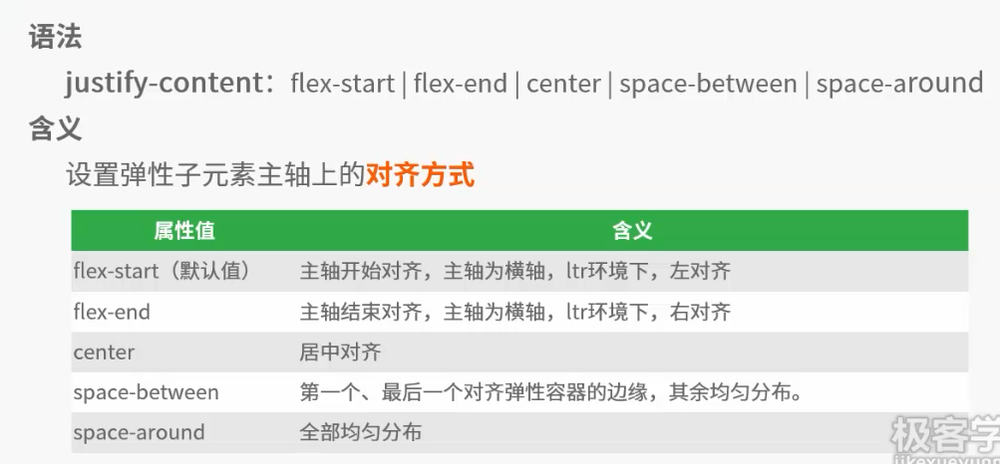 语法
justify-content：flex-start | flex-end | center | space-between | space-around
含义
设置弹性子元素主轴上的对齐方式
属性值 含义
flex-start（默认值） 主轴开始对齐，主轴为横轴，ltr环境下，左对齐
flex-end 主轴结束对齐，主轴为横轴，ltr环境下，右对齐
center 居中对齐
space-between 第一个、最后一个对齐弹性容器的边缘，其余均匀分布。
space-around 全部均匀分布
极客学